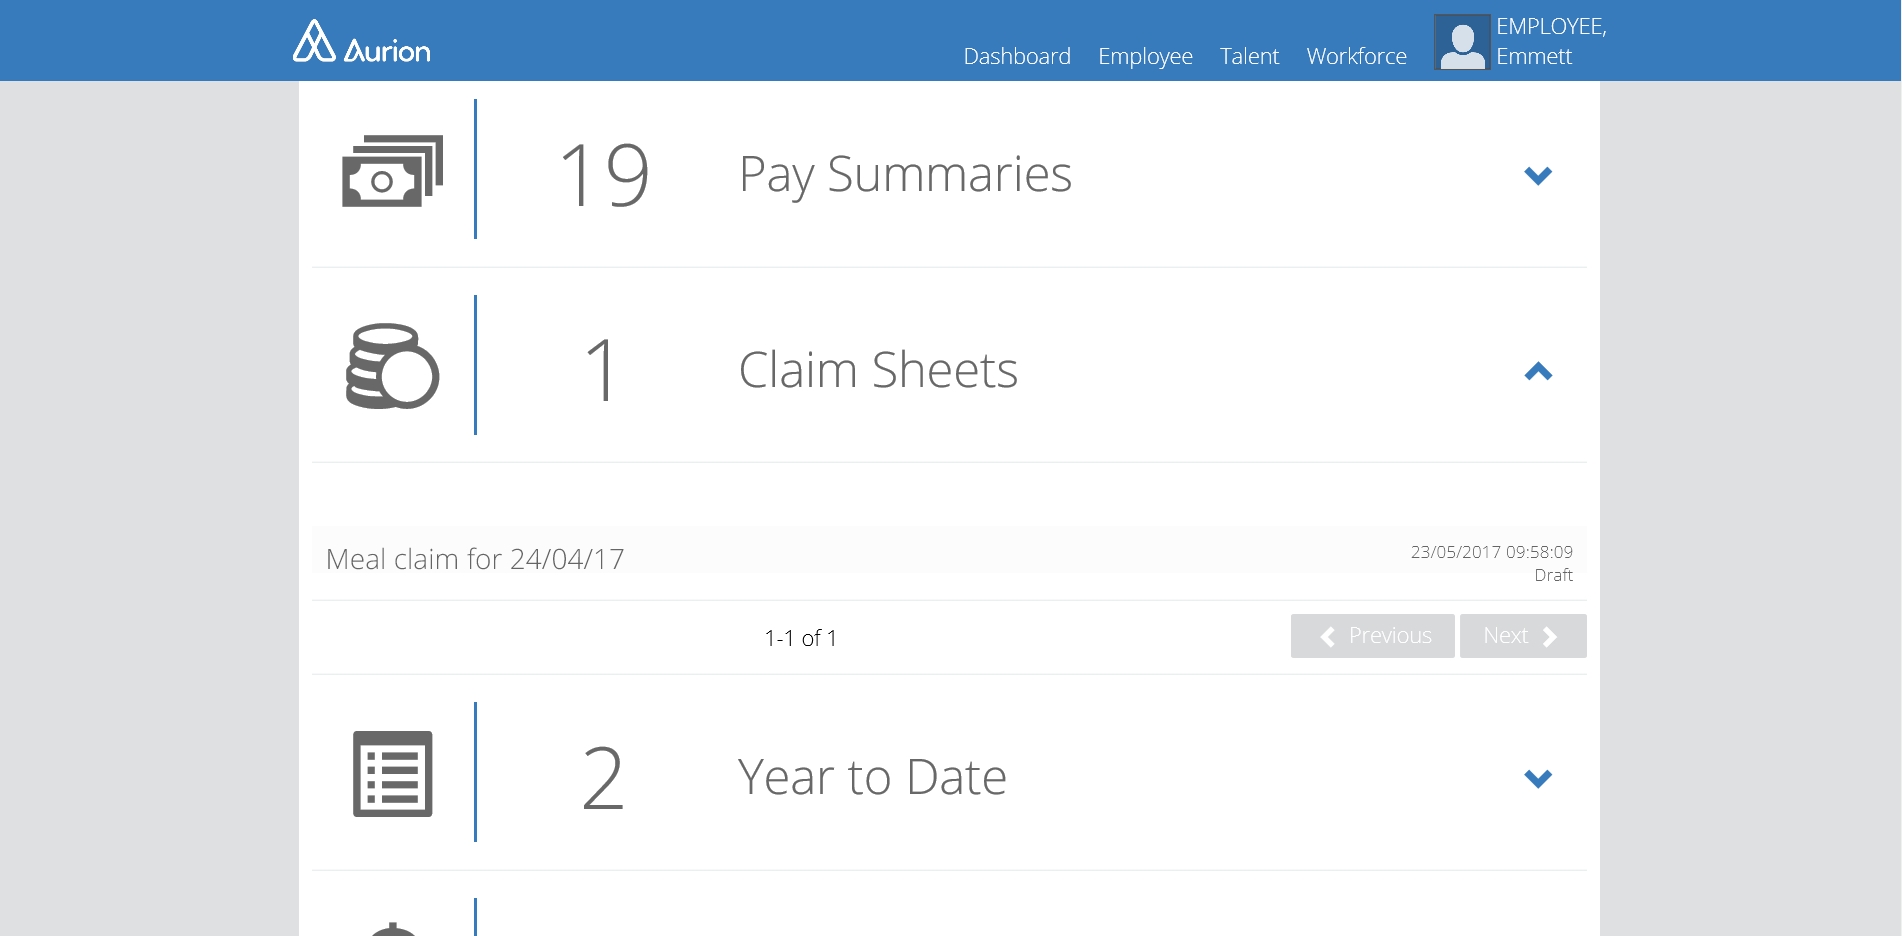 Aurion
Dashboard Employee Talent Workforce
EMPLOYEE,
Emmett
19 Pay Summaries
1 Claim Sheets
Meal claim for 24/04/17
23/05/2017 09:58:09
Draft
1-1 of 1
Previous Next
2 Year to Date